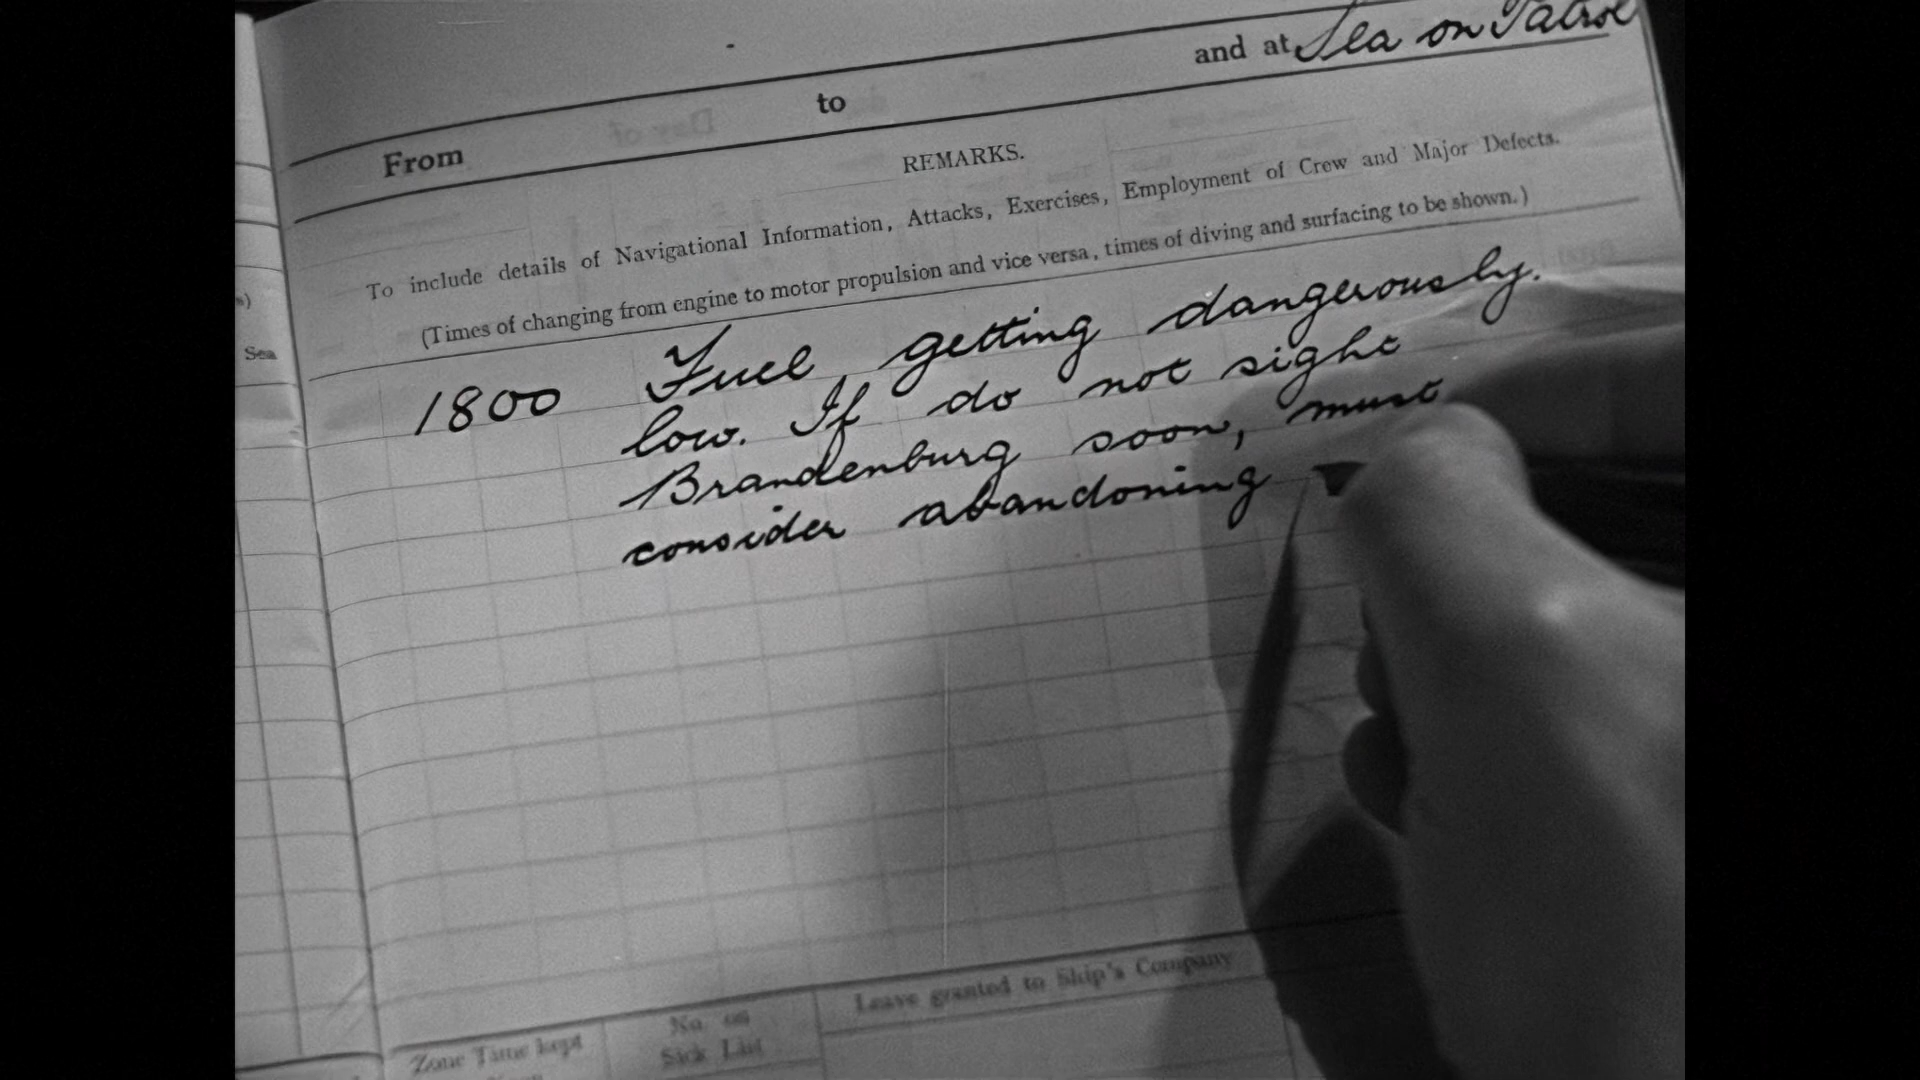 and at Sea on Patrol
From to
REMARKS.
To include details of Navigational Information, Attacks, Exercises, Employment of Crew and Major Defects.
(Times of changing from engine to motor propulsion and vice versa, times of diving and surfacing to be shown.)
1800 Fuel getting dangerously.
low. If do not sight
Brandenburg soon, must
consider abandoning
s)
Sea
Leave granted to Ship's Company
Zone Time kept
No on
Sick List